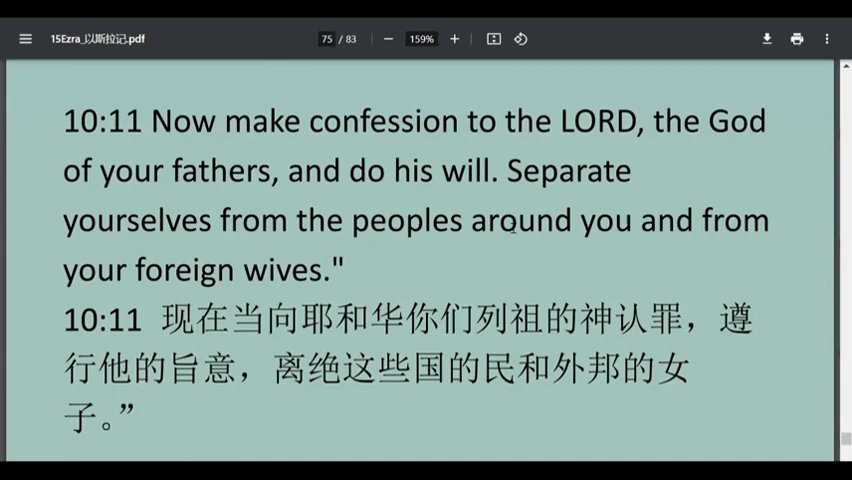 15Ezra_以斯拉记.pdf
75 / 83
159%
10:11 Now make confession to the LORD, the God
of your fathers, and do his will. Separate
yourselves from the peoples around you and from
your foreign wives."
10:11 现在当向耶和华你们列祖的神认罪，遵
行他的旨意，离绝这些国的民和外邦的女
子。”